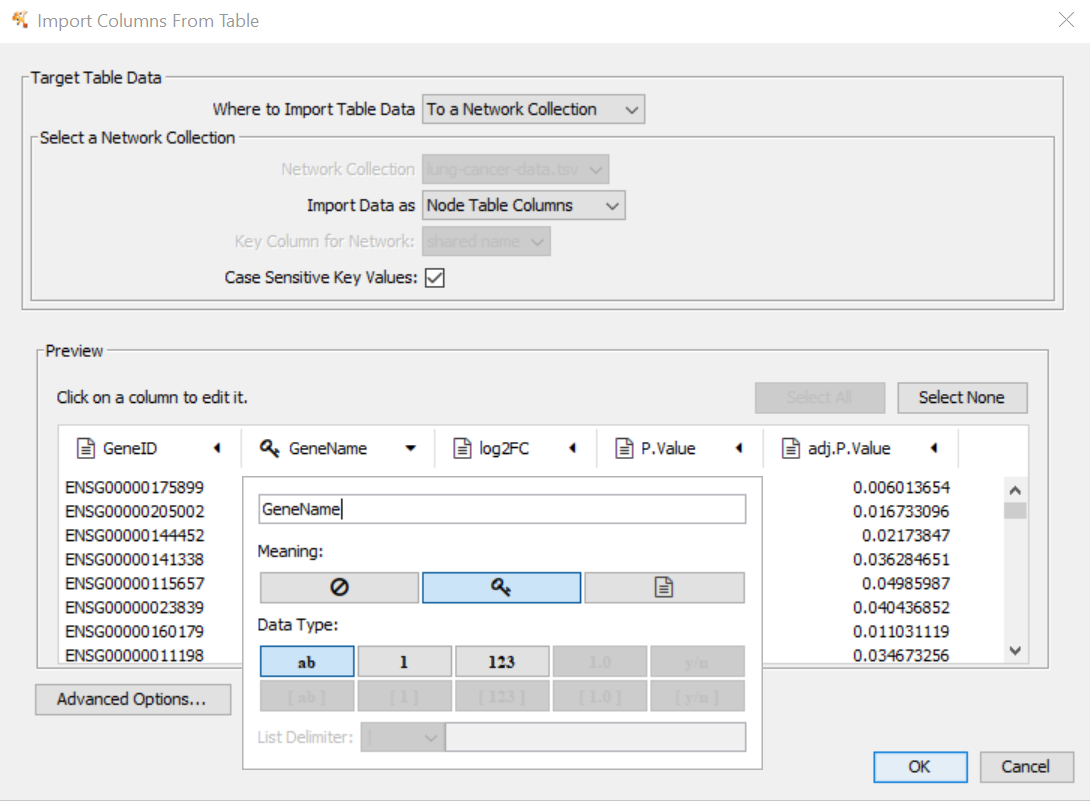 Import Columns From Table
Target Table Data
Where to Import Table Data To a Network Collection
Select a Network Collection
Network Collection lung-cancer-data.tsv
Import Data as Node Table Columns
Key Column for Network: shared name
Case Sensitive Key Values:
Preview
Click on a column to edit it. Select All Select None
GeneID GeneName log2FC P.Value adj.P.Value
ENSG00000175899 0.006013654
ENSG00000205002 0.016733096
ENSG00000144452 0.02173847
ENSG00000141338 0.036284651
ENSG00000115657 0.04985987
ENSG00000023839 0.040436852
ENSG00000160179 0.011031119
ENSG00000011198 0.034673256
GeneName
Meaning:
Data Type:
ab 1 123 1.0 y/n
[ ab ] [ 1 ] [ 123 ] [ 1.0 ] [ y/n ]
List Delimiter: |
Advanced Options...
OK Cancel